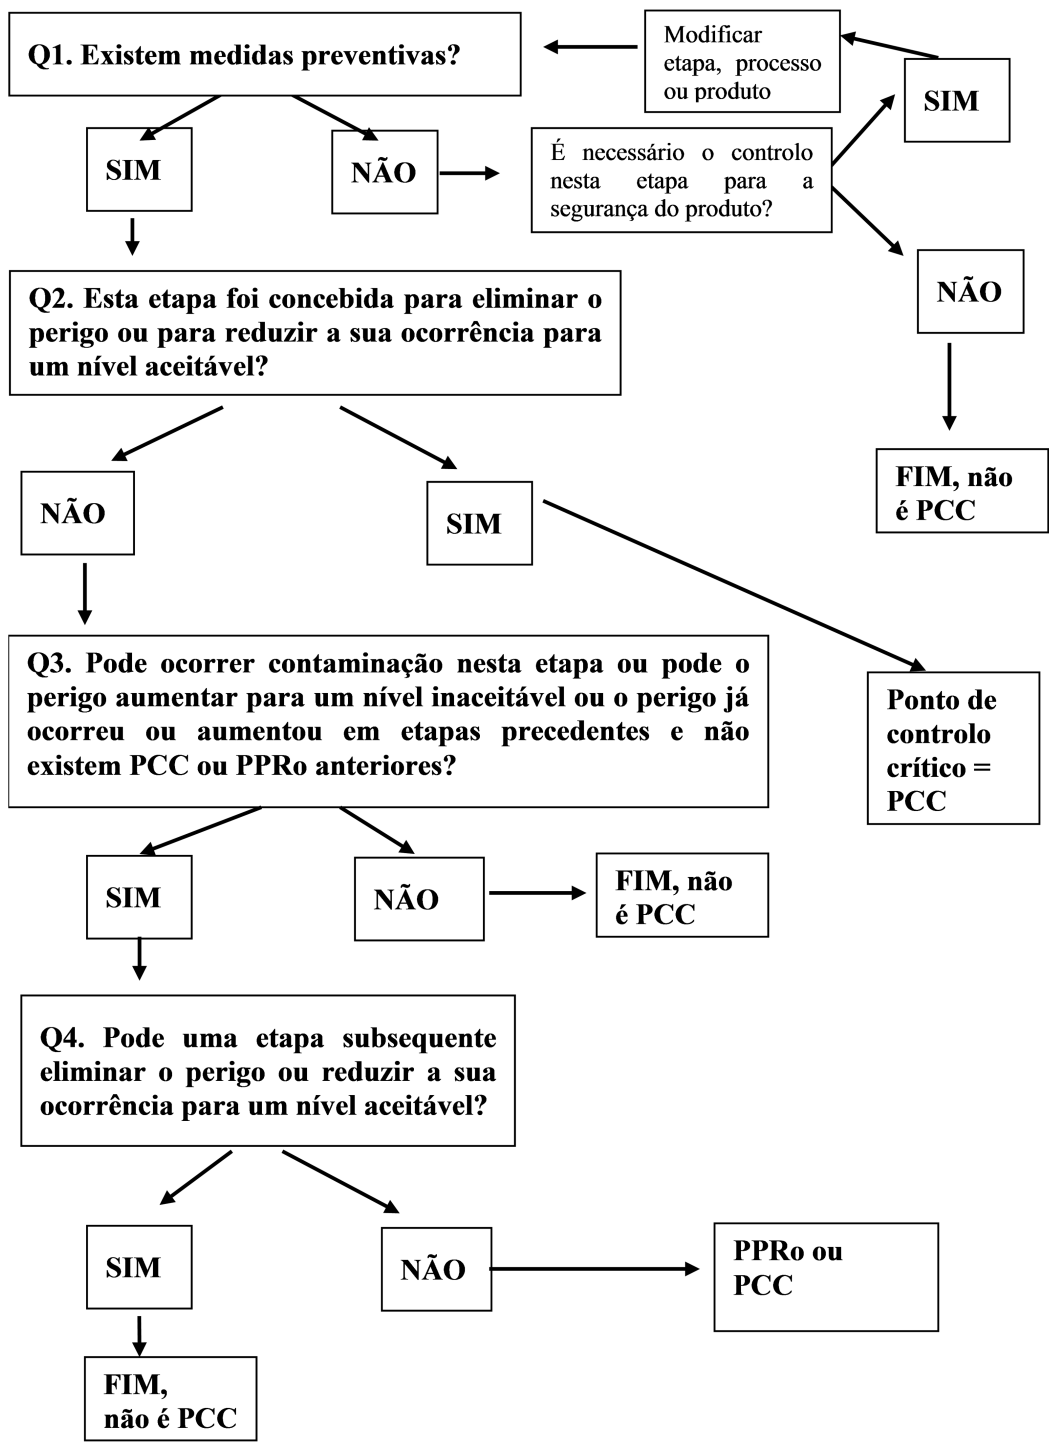 Q1. Existem medidas preventivas?
Modificar
etapa, processo
ou produto
SIM
SIM
NÃO
É necessário o controlo
nesta etapa para a
segurança do produto?
NÃO
Q2. Esta etapa foi concebida para eliminar o
perigo ou para reduzir a sua ocorrência para
um nível aceitável?
FIM, não
é PCC
NÃO
SIM
Q3. Pode ocorrer contaminação nesta etapa ou pode o
perigo aumentar para um nível inaceitável ou o perigo já
ocorreu ou aumentou em etapas precedentes e não
existem PCC ou PPRo anteriores?
Ponto de
controlo
crítico =
PCC
SIM
NÃO
FIM, não
é PCC
Q4. Pode uma etapa subsequente
eliminar o perigo ou reduzir a sua
ocorrência para um nível aceitável?
SIM
NÃO
PPRo ou
PCC
FIM,
não é PCC